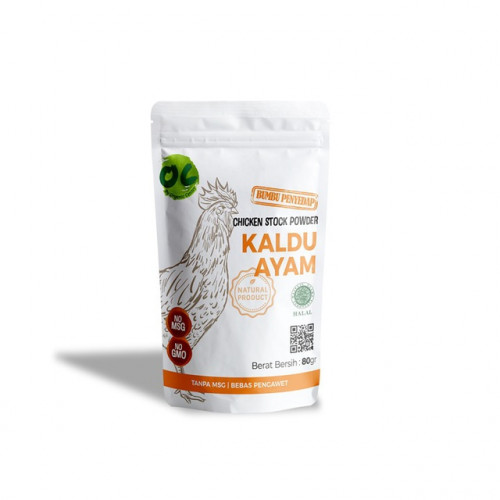 OL
BUMBU PENYEDAP
CHICKEN STOCK POWDER
KALDU
AYAM
NATURAL
PRODUCT
HALAL
NO
MSG
NO
GMO
Berat Bersih : 80gr
TANPA MSG | BEBAS PENGAWET